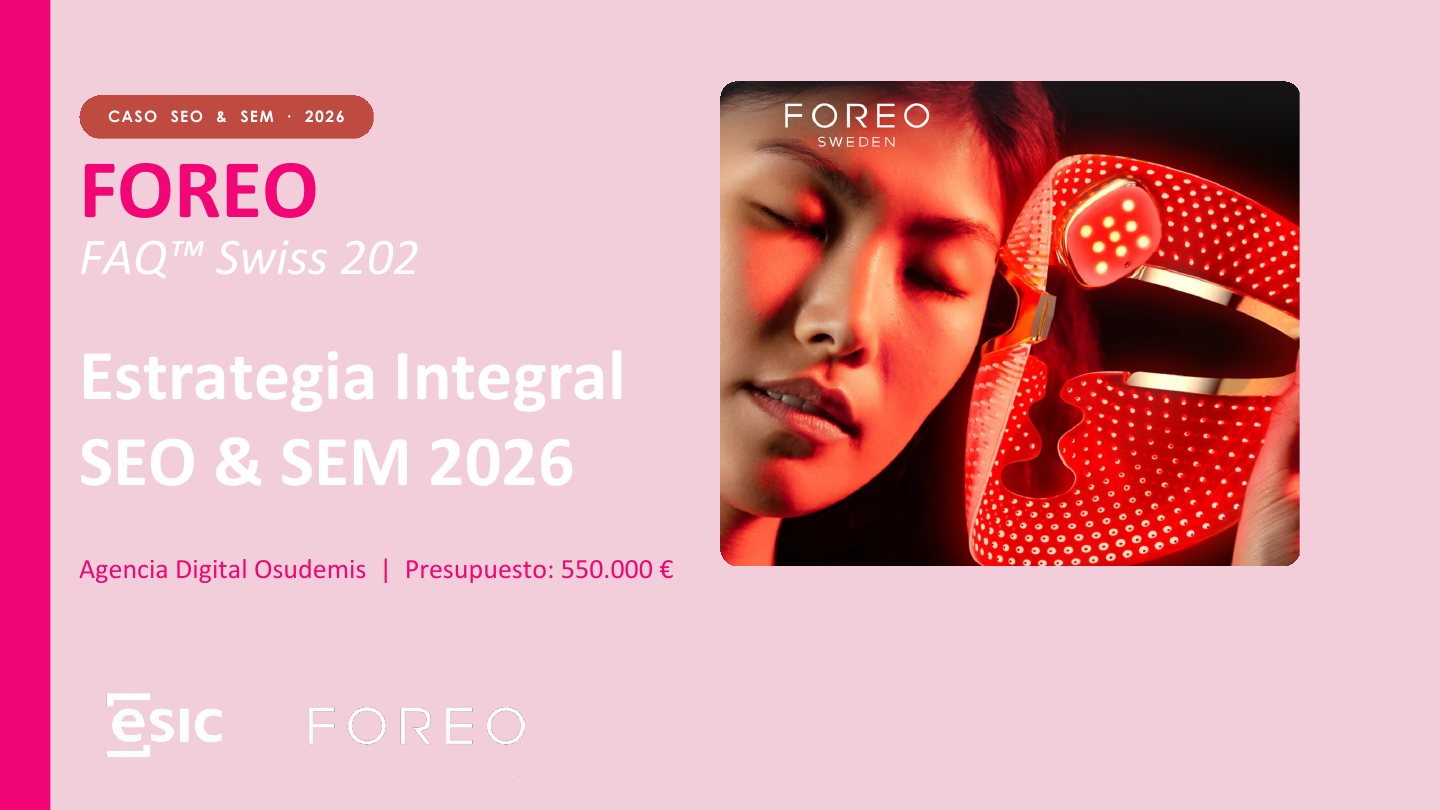 CASO SEO & SEM · 2026
FOREO
FAQ™ Swiss 202
Estrategia Integral
SEO & SEM 2026
Agencia Digital Osudemis | Presupuesto: 550.000 €
FOREO
SWEDEN
esic
FOREO